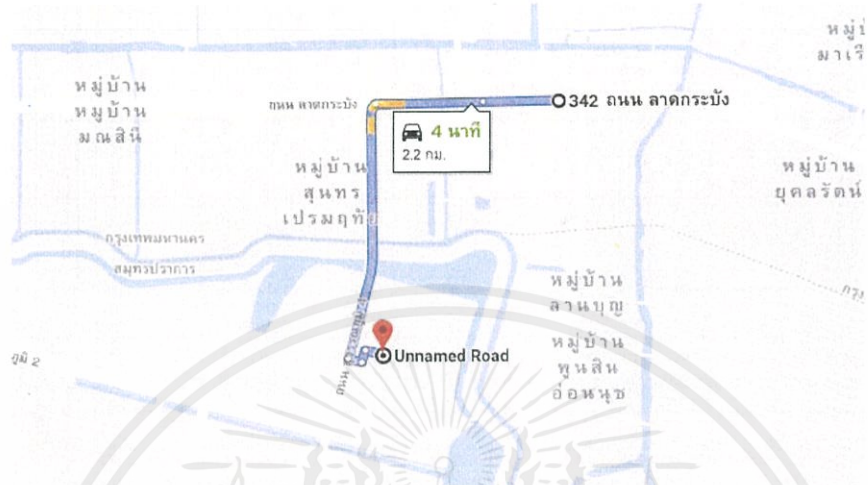 หมู่บ้าน
หมู่บ้าน
หมู่บ้าน
มณสินี
ถนน ลาดกระบัง
342 ถนน ลาดกระบัง
4 นาที
2.2 กม.
หมู่บ้าน
สุนทร
เปรมฤทัย
หมู่บ้าน
ยุคลรัตน์
กรุงเทพมหานคร
สมุทรปราการ
หมู่บ้าน
ลานบุญ
หมู่บ้าน
พูนสิน
อ่อนนุช
Unnamed Road
ภูมิ 2